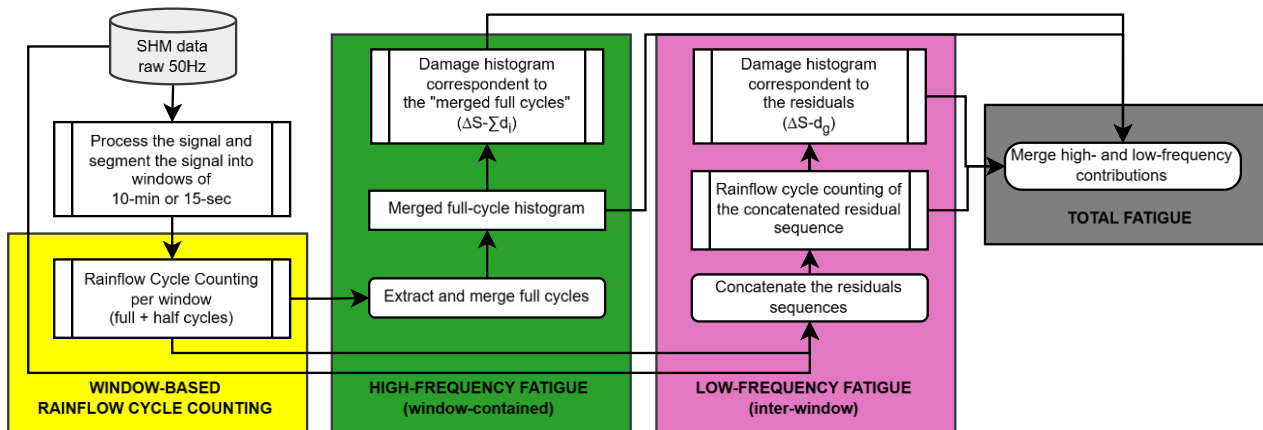 SHM data
raw 50Hz
Process the signal and
segment the signal into
windows of
10-min or 15-sec
Rainflow Cycle Counting
per window
(full + half cycles)
WINDOW-BASED
RAINFLOW CYCLE COUNTING
Damage histogram
correspondent to
the "merged full cycles"
(ΔS-∑dᵢ)
Merged full-cycle histogram
Extract and merge full cycles
HIGH-FREQUENCY FATIGUE
(window-contained)
Damage histogram
correspondent to
the residuals
(ΔS-d_g)
Rainflow cycle counting of
the concatenated residual
sequence
Concatenate the residuals
sequences
LOW-FREQUENCY FATIGUE
(inter-window)
Merge high- and low-frequency
contributions
TOTAL FATIGUE